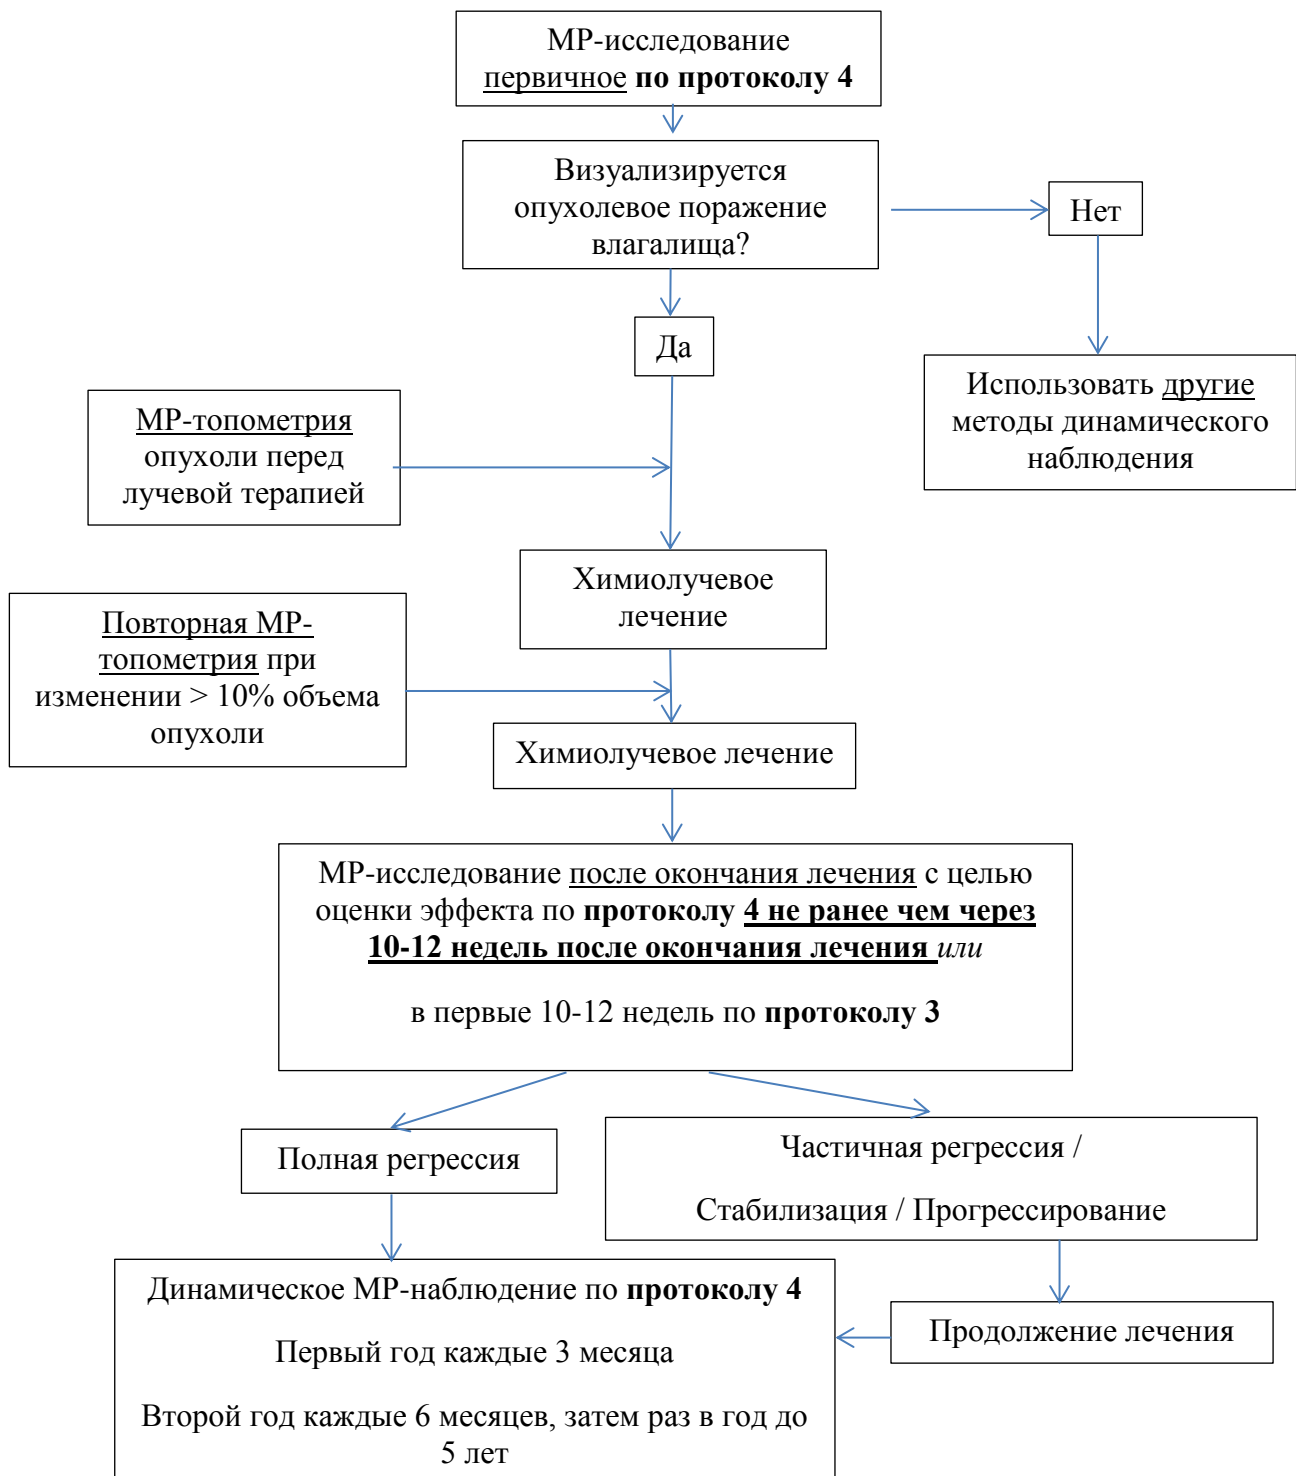 МР-исследование
первичное по протоколу 4
Визуализируется
опухолевое поражение
влагалища?
Нет
Да
Использовать другие
методы динамического
наблюдения
МР-топометрия
опухоли перед
лучевой терапией
Химиолучевое
лечение
Повторная МР-
топометрия при
изменении > 10% объема
опухоли
Химиолучевое лечение
МР-исследование после окончания лечения с целью
оценки эффекта по протоколу 4 не ранее чем через
10-12 недель после окончания лечения или
в первые 10-12 недель по протоколу 3
Полная регрессия
Частичная регрессия /
Стабилизация / Прогрессирование
Динамическое МР-наблюдение по протоколу 4
Первый год каждые 3 месяца
Второй год каждые 6 месяцев, затем раз в год до
5 лет
Продолжение лечения